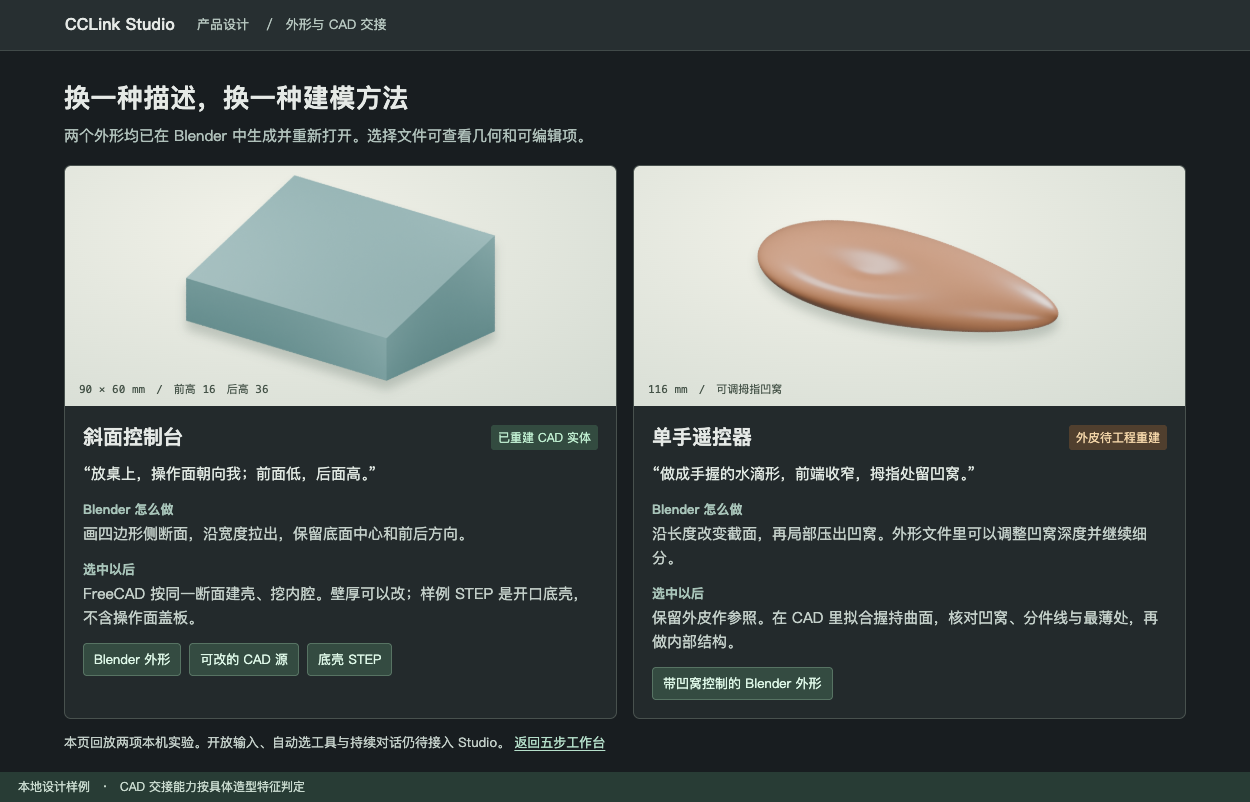 CCLink Studio 产品设计 / 外形与 CAD 交接
换一种描述，换一种建模方法
两个外形均已在 Blender 中生成并重新打开。选择文件可查看几何和可编辑项。
90 × 60 mm / 前高 16 后高 36
斜面控制台
已重建 CAD 实体
“放桌上，操作面朝向我；前面低，后面高。”
Blender 怎么做
画四边形侧断面，沿宽度拉出，保留底面中心和前后方向。
选中以后
FreeCAD 按同一断面建壳、挖内腔。壁厚可以改；样例 STEP 是开口底壳，
不含操作面盖板。
Blender 外形
可改的 CAD 源
底壳 STEP
116 mm / 可调拇指凹窝
单手遥控器
外皮待工程重建
“做成手握的水滴形，前端收窄，拇指处留凹窝。”
Blender 怎么做
沿长度改变截面，再局部压出凹窝。外形文件里可以调整凹窝深度并继续细
分。
选中以后
保留外皮作参照。在 CAD 里拟合握持曲面，核对凹窝、分件线与最薄处，再
做内部结构。
带凹窝控制的 Blender 外形
本页回放两项本机实验。开放输入、自动选工具与持续对话仍待接入 Studio。 返回五步工作台
本地设计样例 · CAD 交接能力按具体造型特征判定